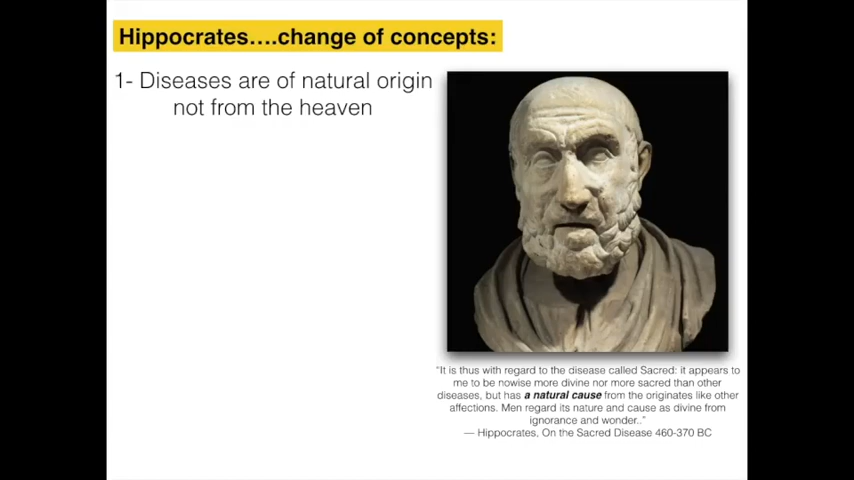 Hippocrates....change of concepts:
1- Diseases are of natural origin
not from the heaven
"It is thus with regard to the disease called Sacred: it appears to
me to be nowise more divine nor more sacred than other
diseases, but has a natural cause from the originates like other
affections. Men regard its nature and cause as divine from
ignorance and wonder.."
— Hippocrates, On the Sacred Disease 460-370 BC